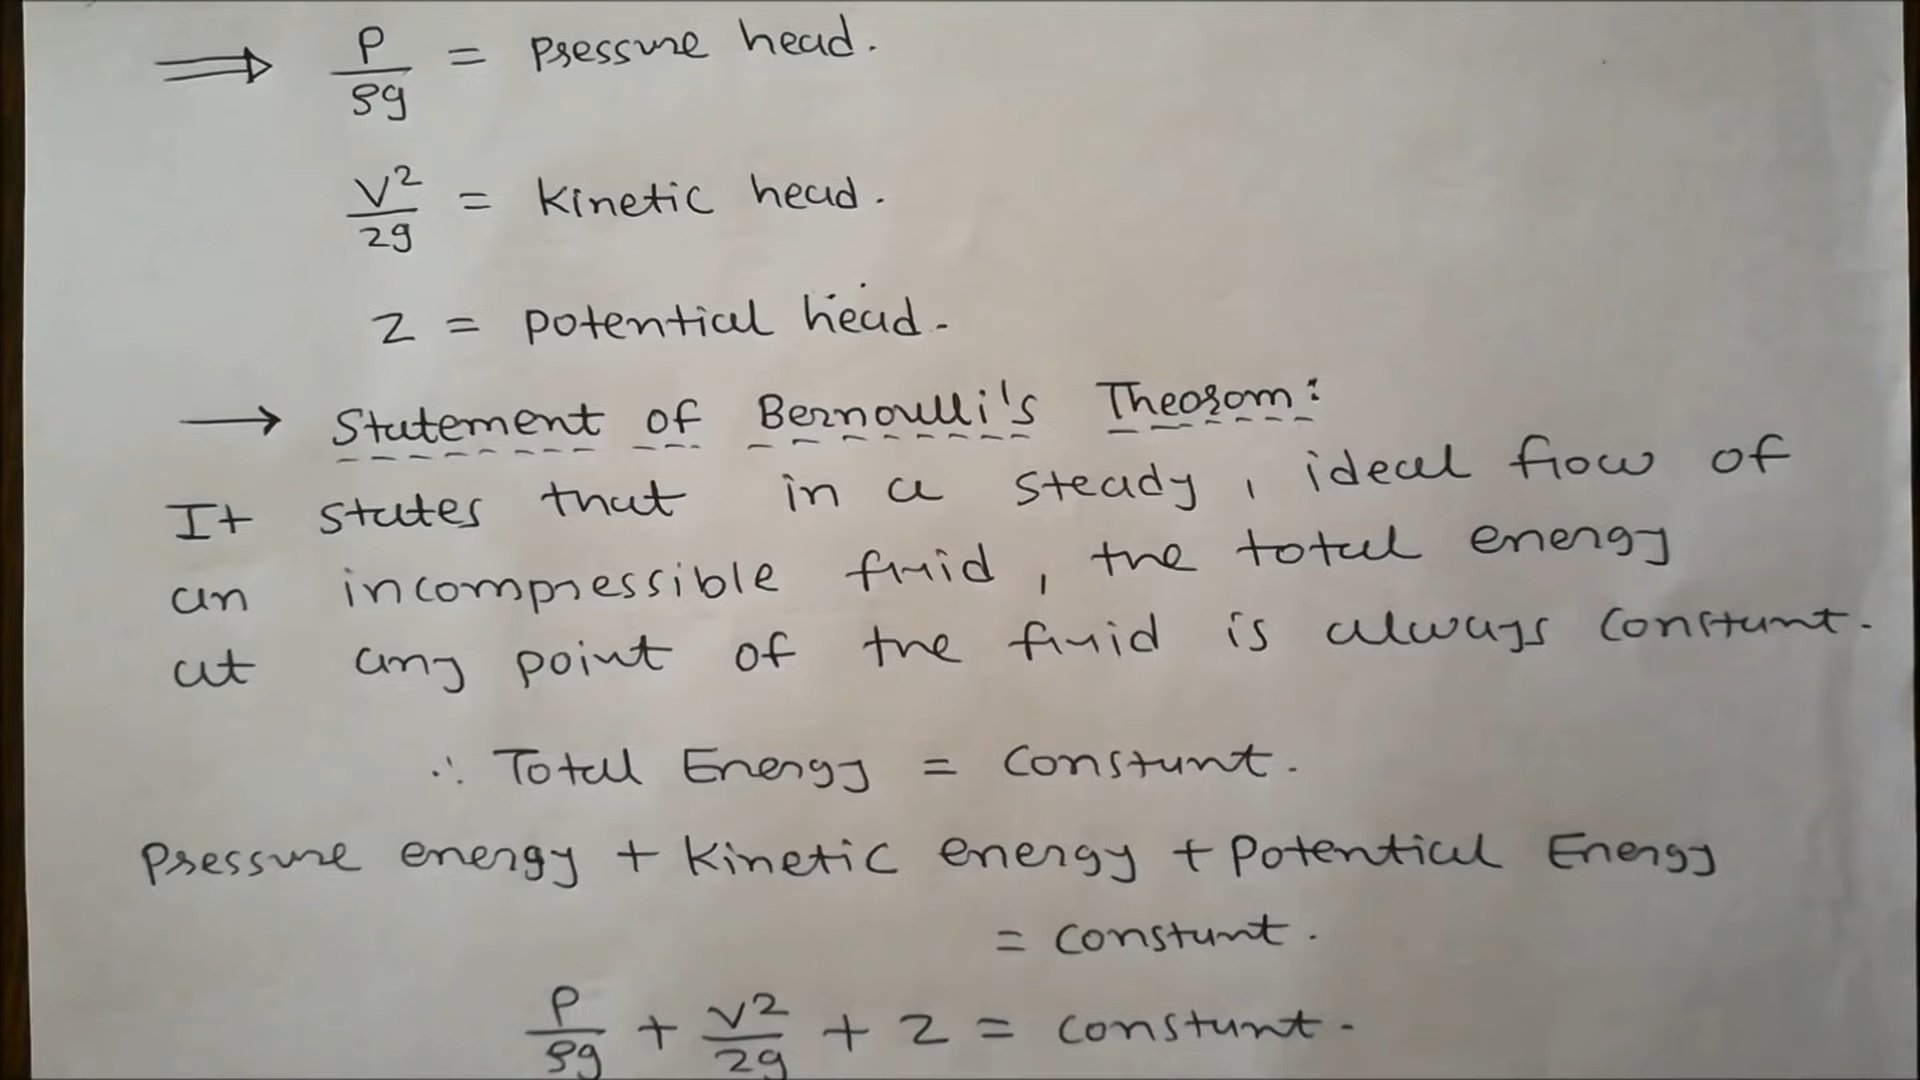 ⟹ P/ρg = Pressure head.
V²/2g = Kinetic head.
Z = Potential head.
→ Statement of Bernoulli's Theorom:
It states that in a steady, ideal flow of
an incompressible fluid, the total energy
at any point of the fluid is always constant.
∴ Total Energy = Constant.
Pressure energy + Kinetic energy + Potential Energy
= Constant.
P/ρg + V²/2g + Z = Constant.